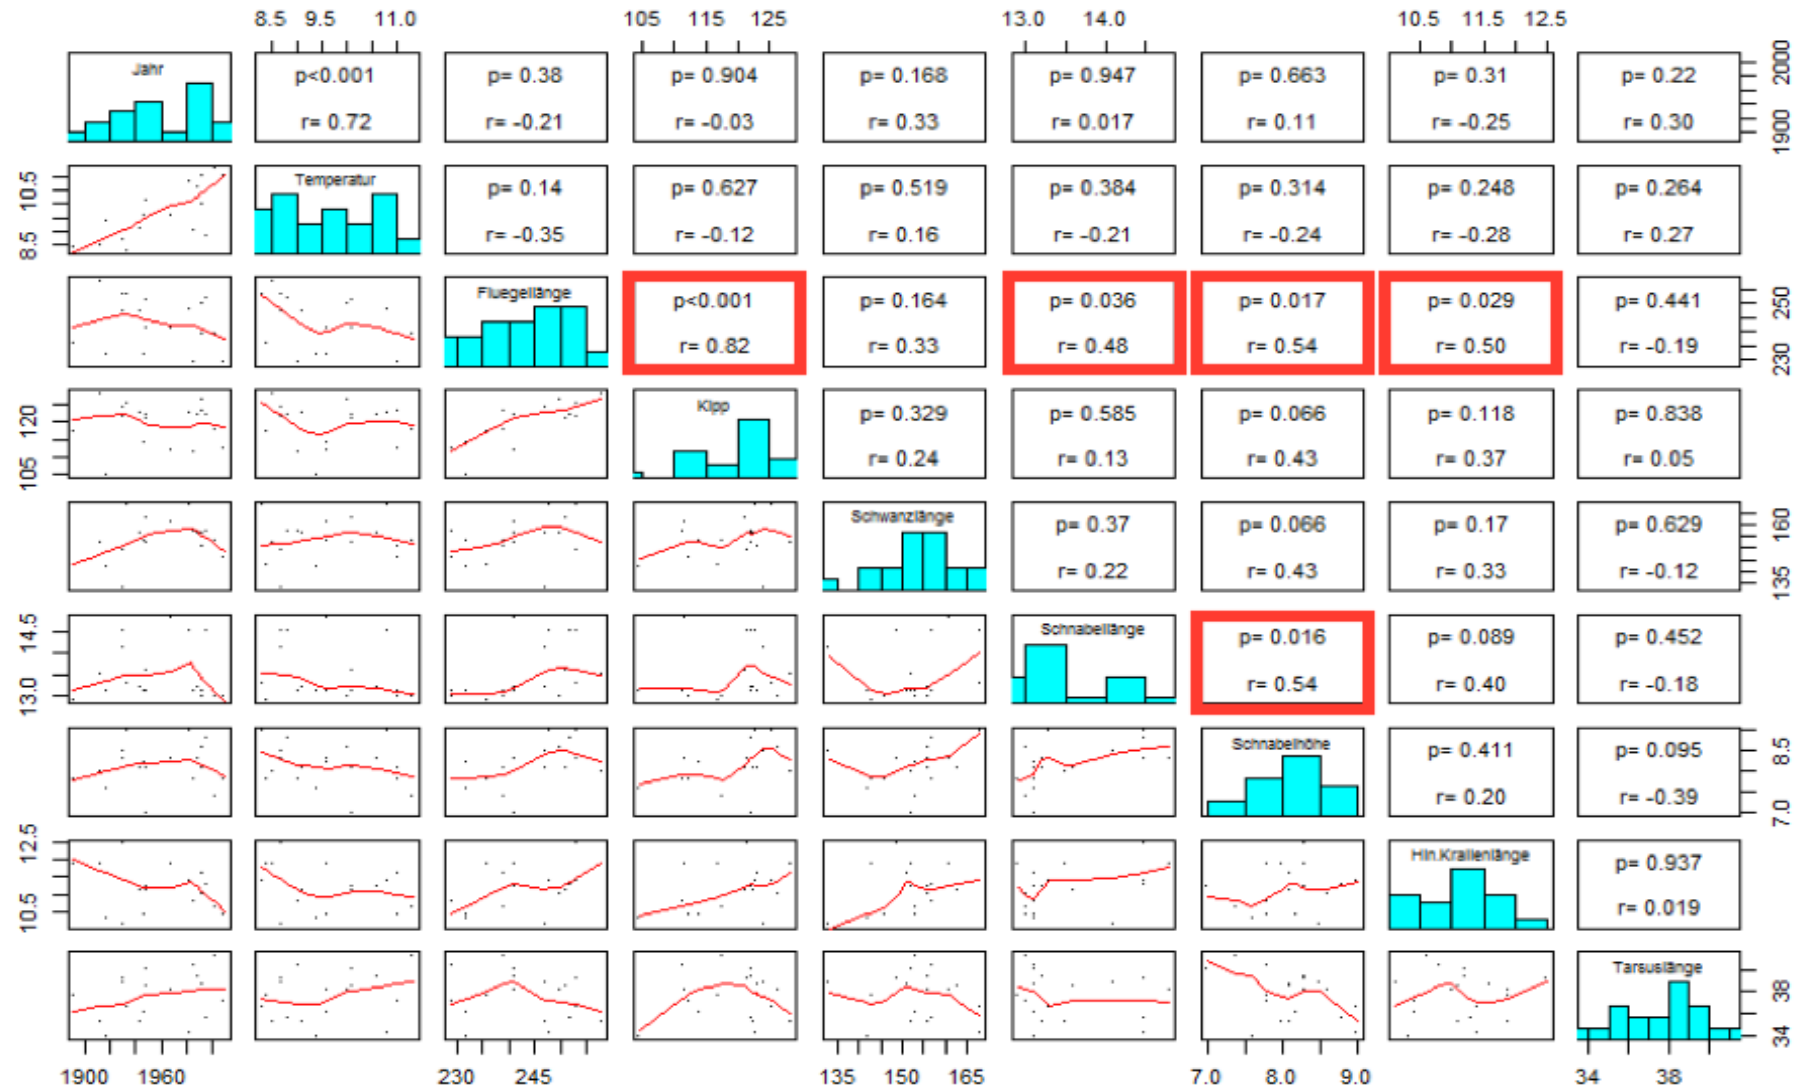 8.5 9.5 11.0 105 115 125 13.0 14.0 10.5 11.5 12.5
Jahr p<0.001 p= 0.38 p= 0.904 p= 0.168 p= 0.947 p= 0.663 p= 0.31 p= 0.22
r= 0.72 r= -0.21 r= -0.03 r= 0.33 r= 0.017 r= 0.11 r= -0.25 r= 0.30
1900 2000
8.5 10.5
Temperatur p= 0.14 p= 0.627 p= 0.519 p= 0.384 p= 0.314 p= 0.248 p= 0.264
r= -0.35 r= -0.12 r= 0.16 r= -0.21 r= -0.24 r= -0.28 r= 0.27
Fluegellänge p<0.001 p= 0.164 p= 0.036 p= 0.017 p= 0.029 p= 0.441
r= 0.82 r= 0.33 r= 0.48 r= 0.54 r= 0.50 r= -0.19
230 250
105 120
Kipp p= 0.329 p= 0.585 p= 0.066 p= 0.118 p= 0.838
r= 0.24 r= 0.13 r= 0.43 r= 0.37 r= 0.05
Schwanzlänge p= 0.37 p= 0.066 p= 0.17 p= 0.629
r= 0.22 r= 0.43 r= 0.33 r= -0.12
135 160
13.0 14.5
Schnabellänge p= 0.016 p= 0.089 p= 0.452
r= 0.54 r= 0.40 r= -0.18
Schnabelhöhe p= 0.411 p= 0.095
r= 0.20 r= -0.39
7.0 8.5
10.5 12.5
Hin.Krallenlänge p= 0.937
r= 0.019
Tarsuslänge
34 38
1900 1960 230 245 135 150 165 7.0 8.0 9.0 34 38